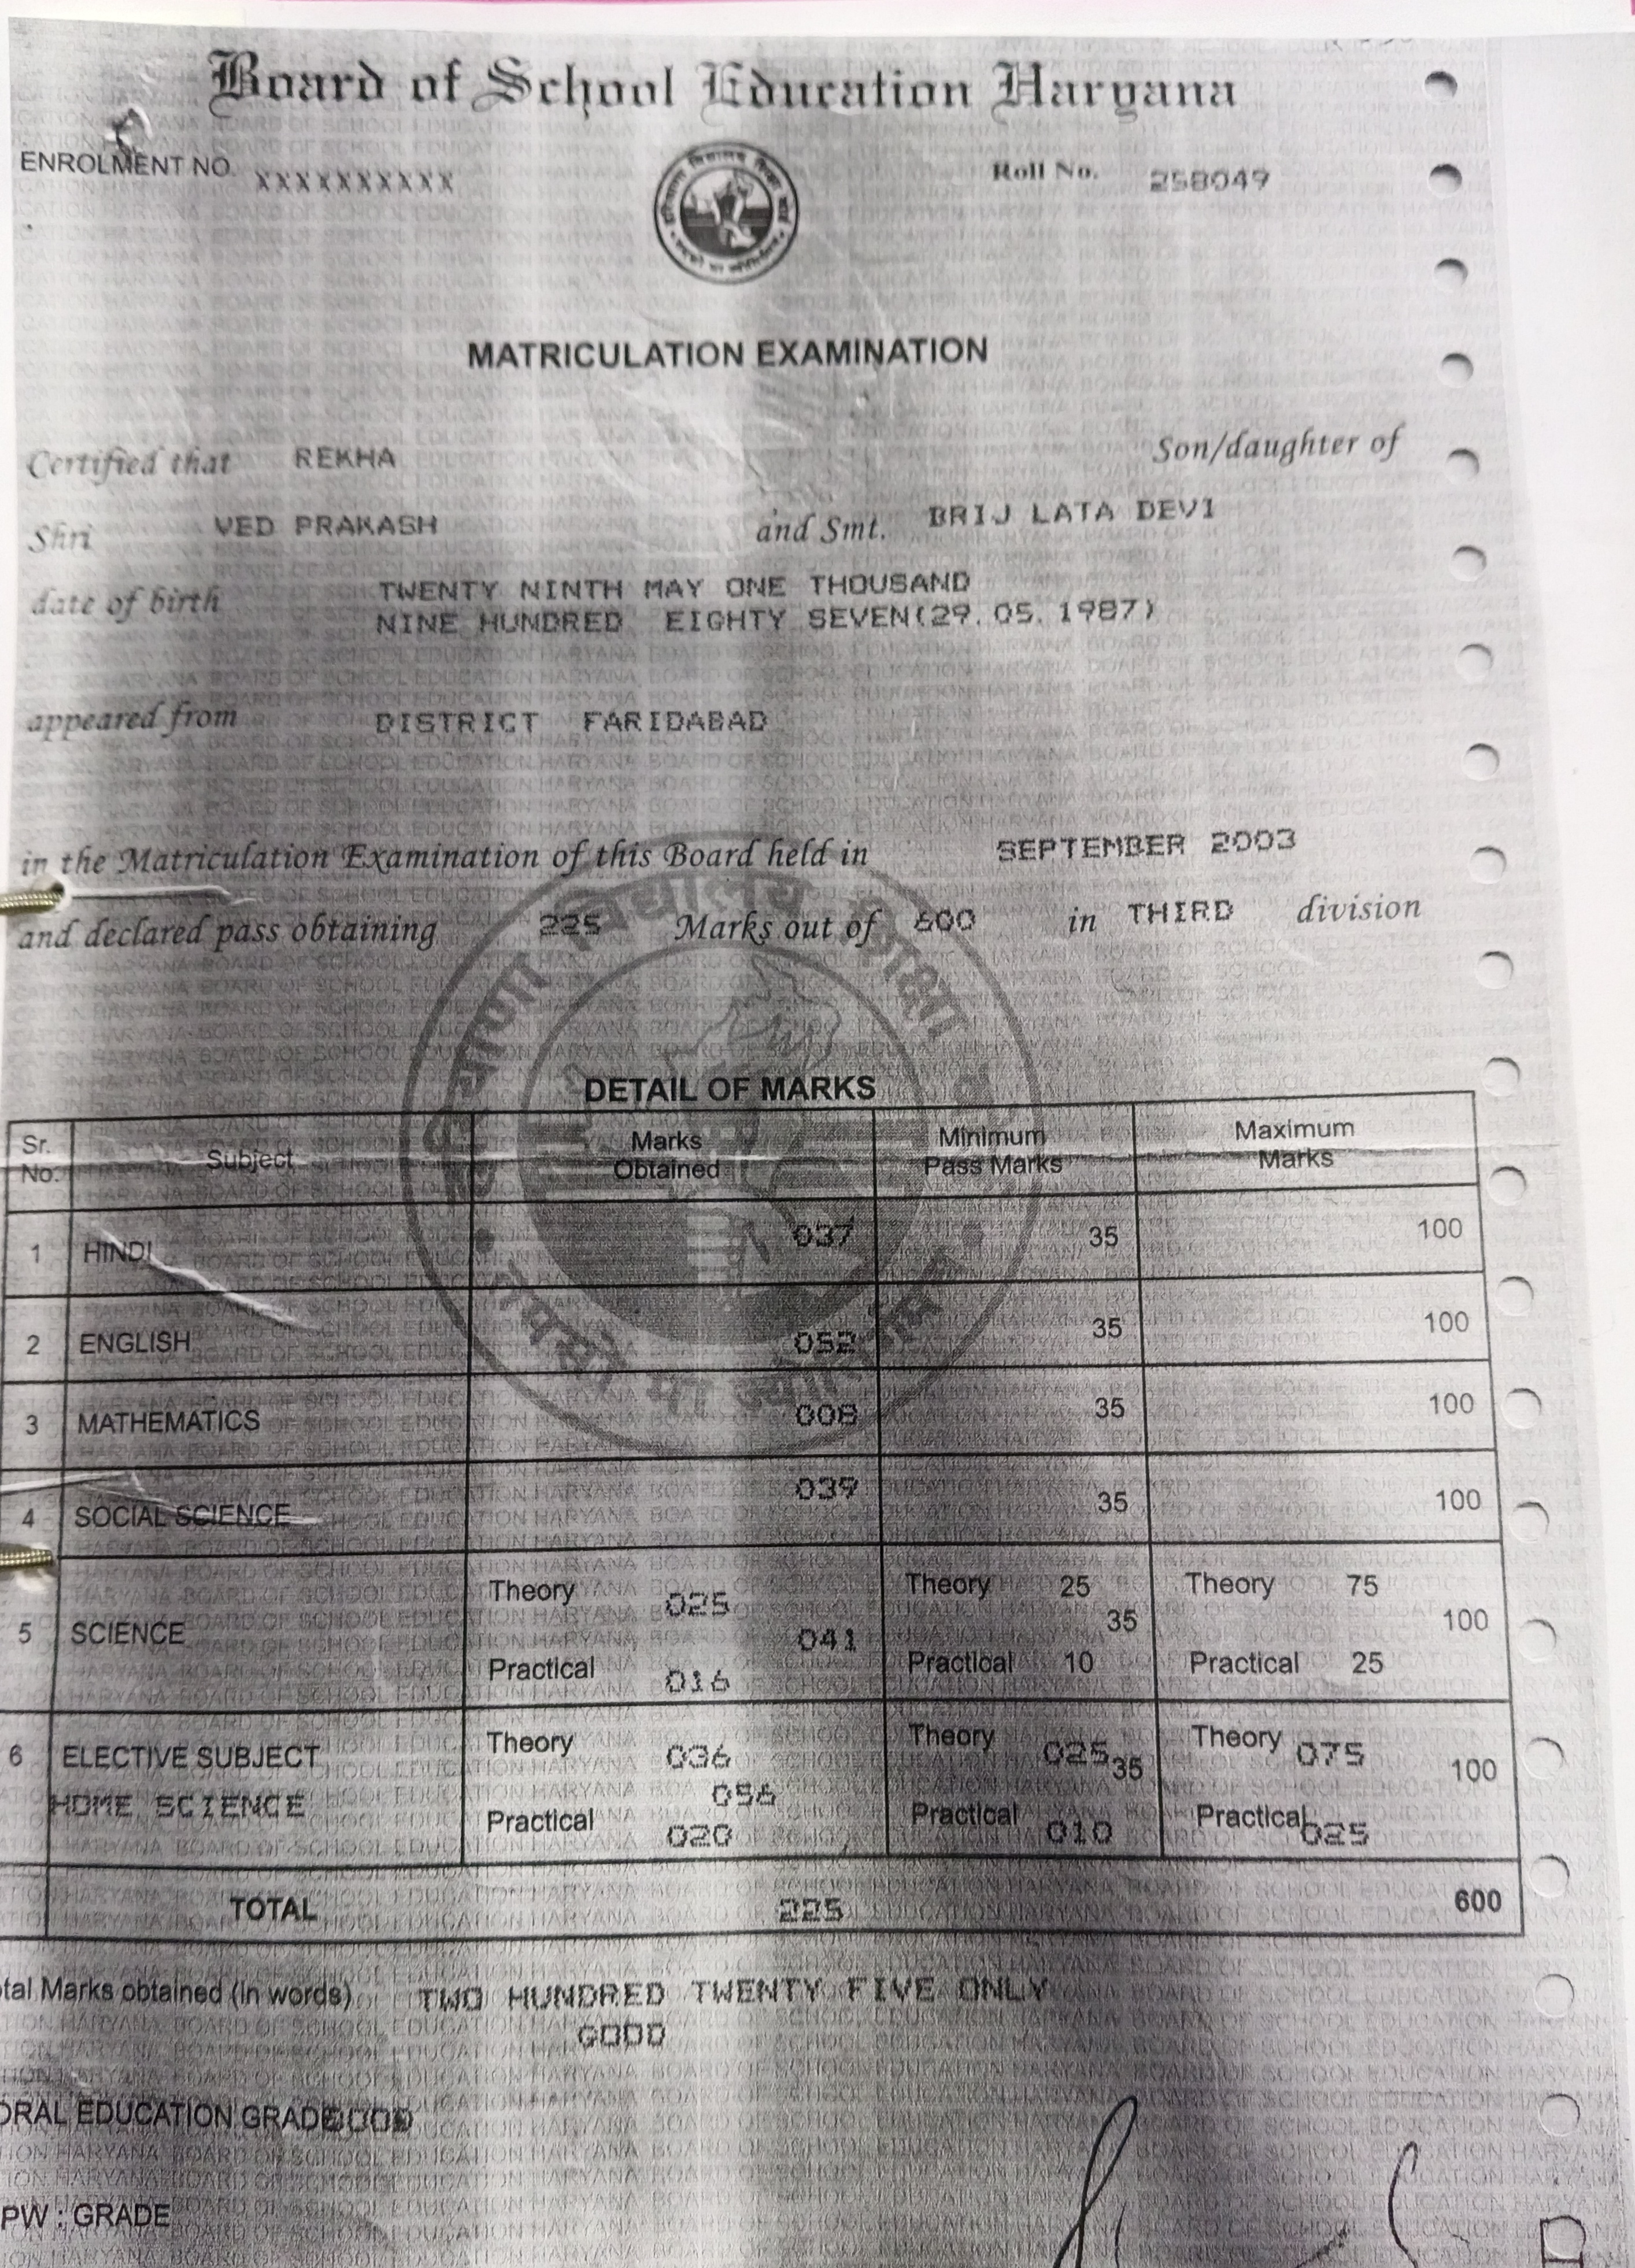 Board of School Education Haryana
ENROLMENT NO. XXXXXXXXXX Roll No. 258049
MATRICULATION EXAMINATION
Certified that REKHA Son/daughter of
Shri VED PRAKASH and Smt. BRIJ LATA DEVI
date of birth TWENTY NINTH MAY ONE THOUSAND
NINE HUNDRED EIGHTY SEVEN(29.05.1987)
appeared from DISTRICT FARIDABAD
in the Matriculation Examination of this Board held in SEPTEMBER 2003
and declared pass obtaining 225 Marks out of 600 in THIRD division
हरियाणा विद्यालय शिक्षा
DETAIL OF MARKS
Sr. No. Subject Marks Obtained Minimum Pass Marks Maximum Marks
1 HINDI 037 35 100
2 ENGLISH 052 35 100
3 MATHEMATICS 008 35 100
4 SOCIAL SCIENCE 039 35 100
Theory 025 Theory 25 Theory 75
5 SCIENCE 041 35 100
Practical 016 Practical 10 Practical 25
6 ELECTIVE SUBJECT Theory 036 Theory 025 35 Theory 075 100
HOME SCIENCE 056
Practical 020 Practical 010 Practical 025
TOTAL 225 600
tal Marks obtained (in words) TWO HUNDRED TWENTY FIVE ONLY
GOOD
ORAL EDUCATION GRADE GOOD
PW : GRADE